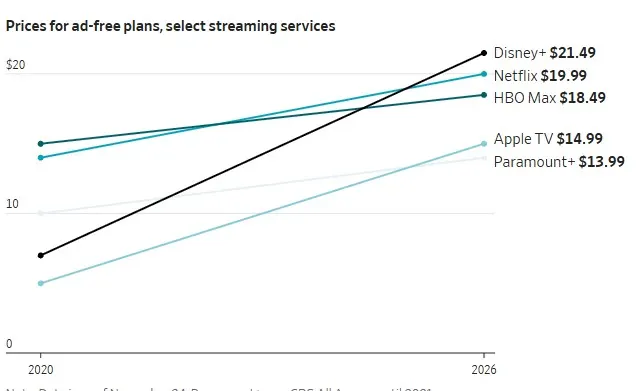 Prices for ad-free plans, select streaming services
$20
Disney+ $21.49
Netflix $19.99
HBO Max $18.49
Apple TV $14.99
Paramount+ $13.99
10
0
2020
2026